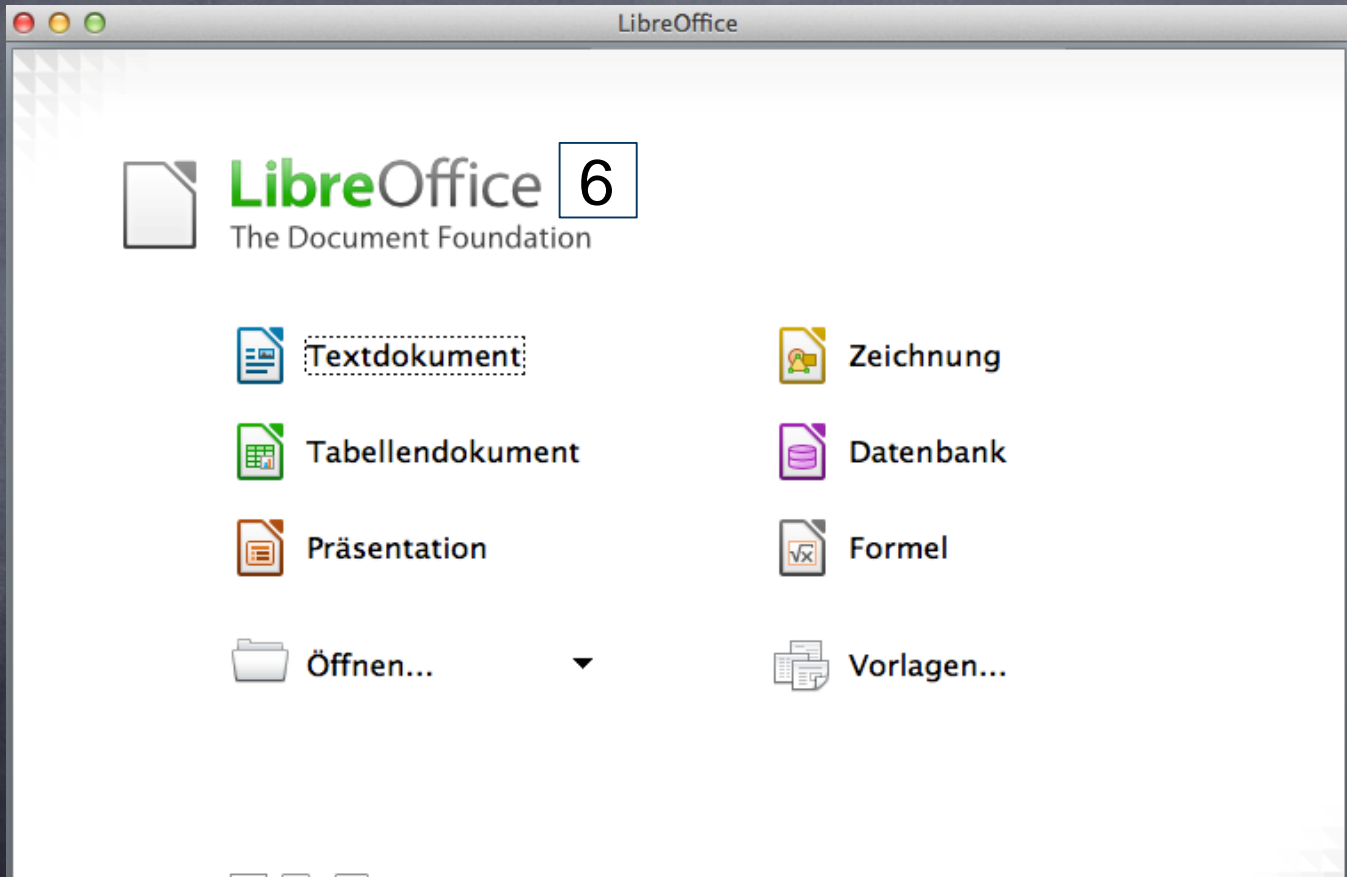 LibreOffice
LibreOffice 6
The Document Foundation
Textdokument
Zeichnung
Tabellendokument
Datenbank
Präsentation
Formel
Öffnen...
Vorlagen...